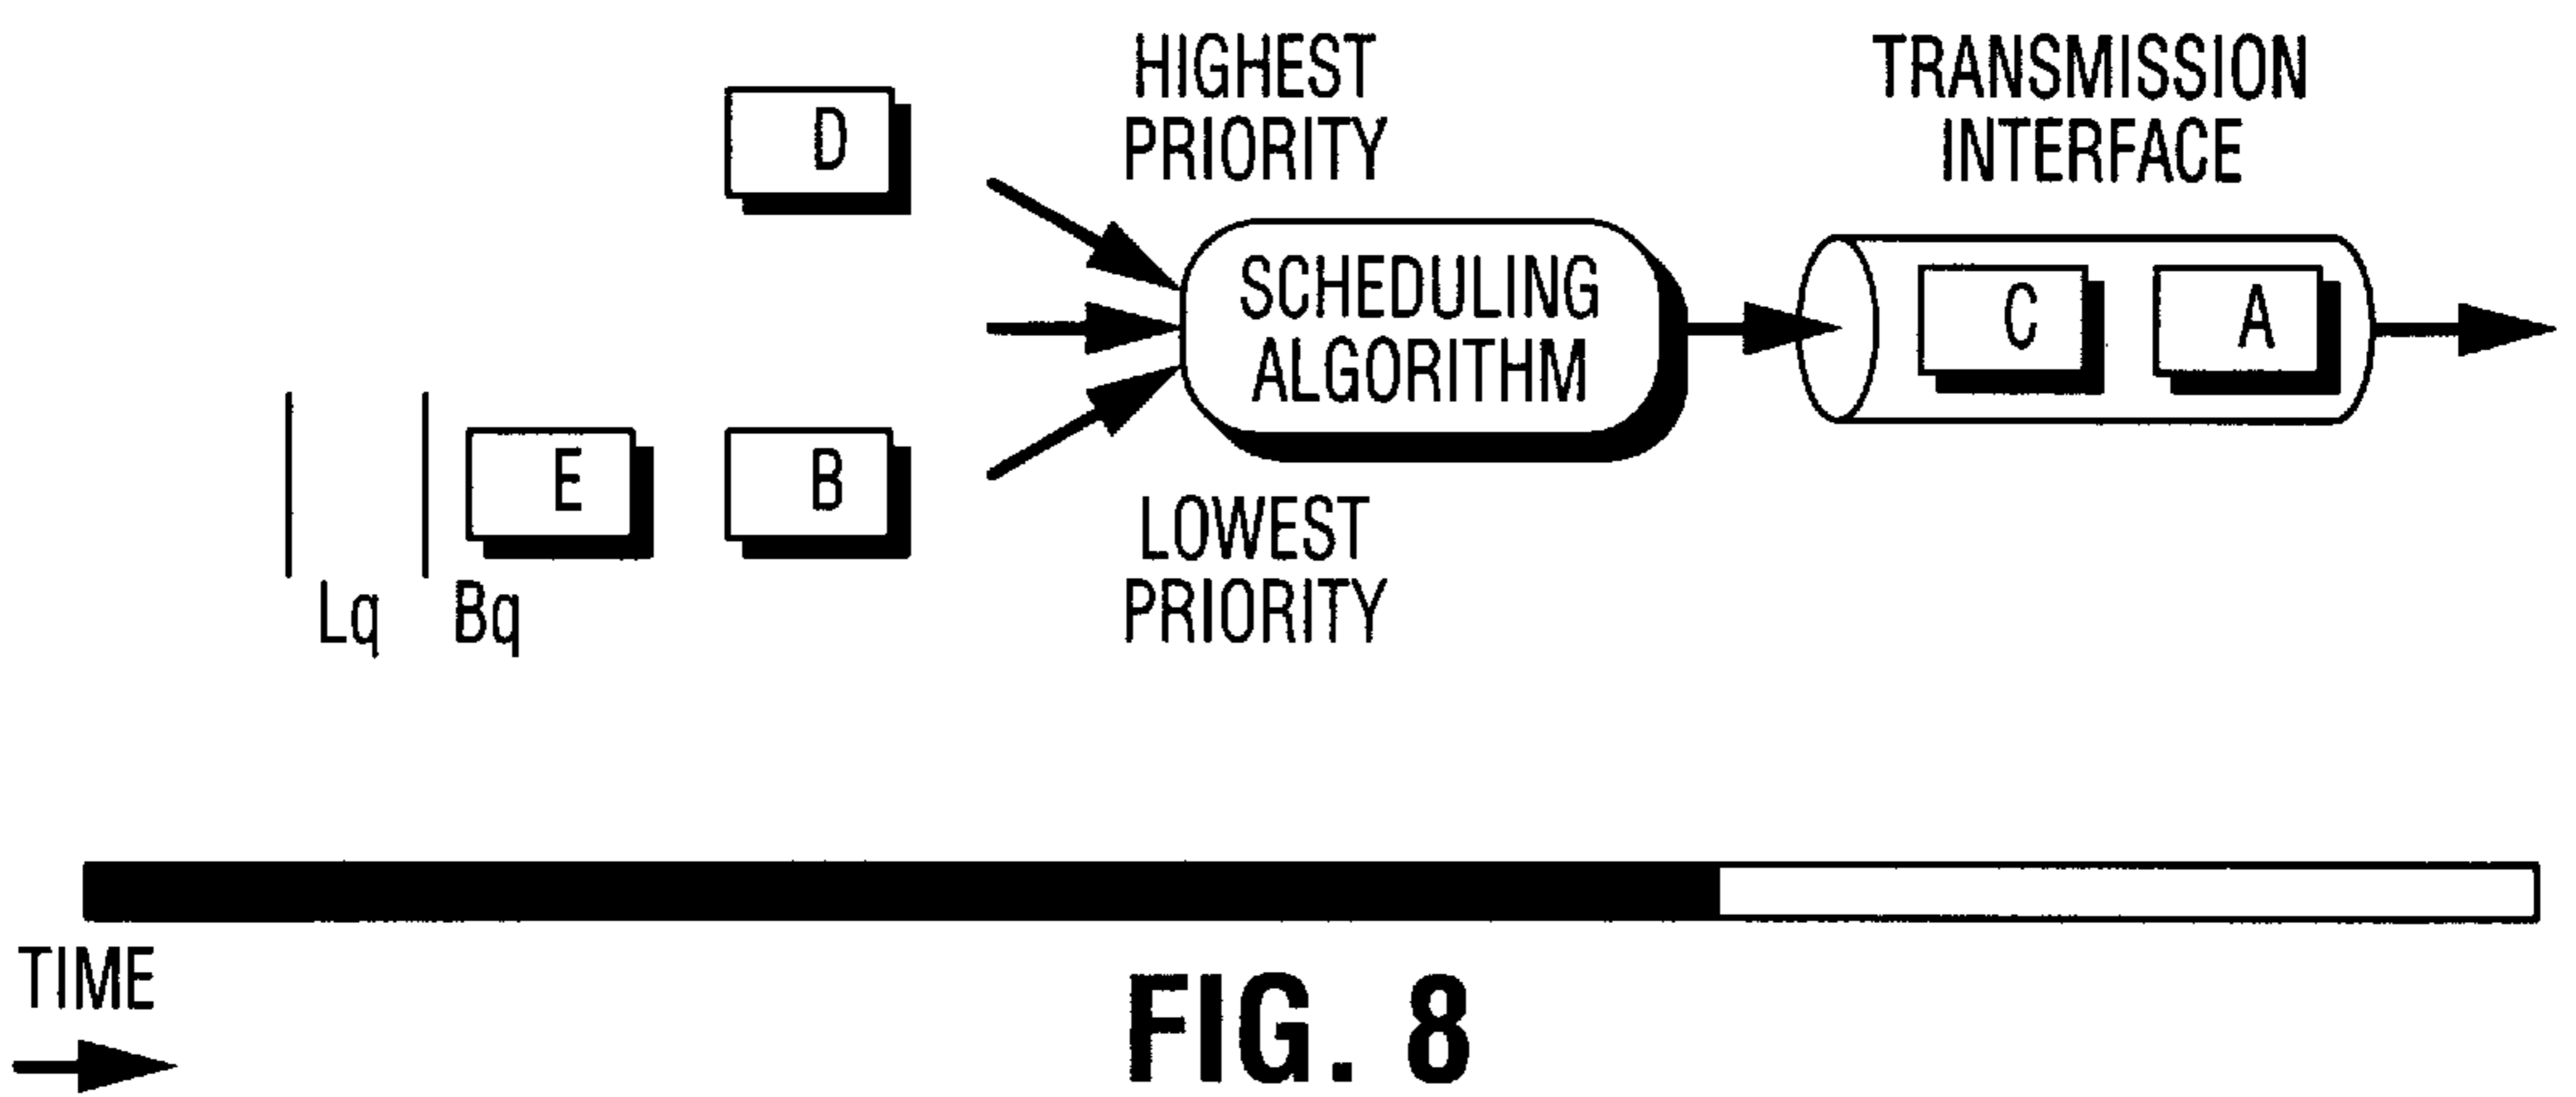 HIGHEST
PRIORITY
TRANSMISSION
INTERFACE
D
SCHEDULING
ALGORITHM
C A
E B
LOWEST
PRIORITY
Lq Bq
TIME
FIG. 8